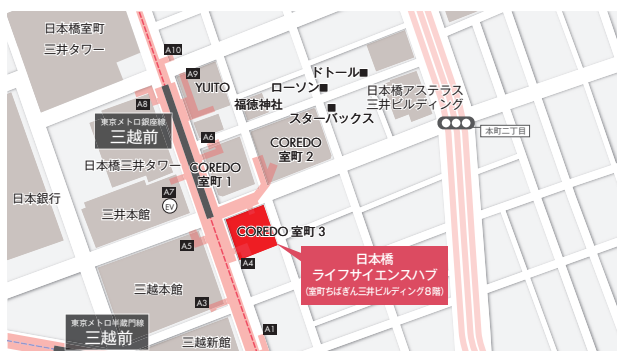 日本橋室町
三井タワー
A10
A9
YUITO
A8
ドトール
ローソン
福徳神社
スターバックス
日本橋アステラス
三井ビルディング
本町二丁目
東京メトロ銀座線
三越前
A6
COREDO
室町 2
日本橋三井タワー
COREDO
室町 1
A7
EV
日本銀行
三井本館
COREDO 室町 3
A5
A4
日本橋
ライフサイエンスハブ
(室町ちばぎん三井ビルディング8階)
三越本館
A3
東京メトロ半蔵門線
三越前
三越新館
A1